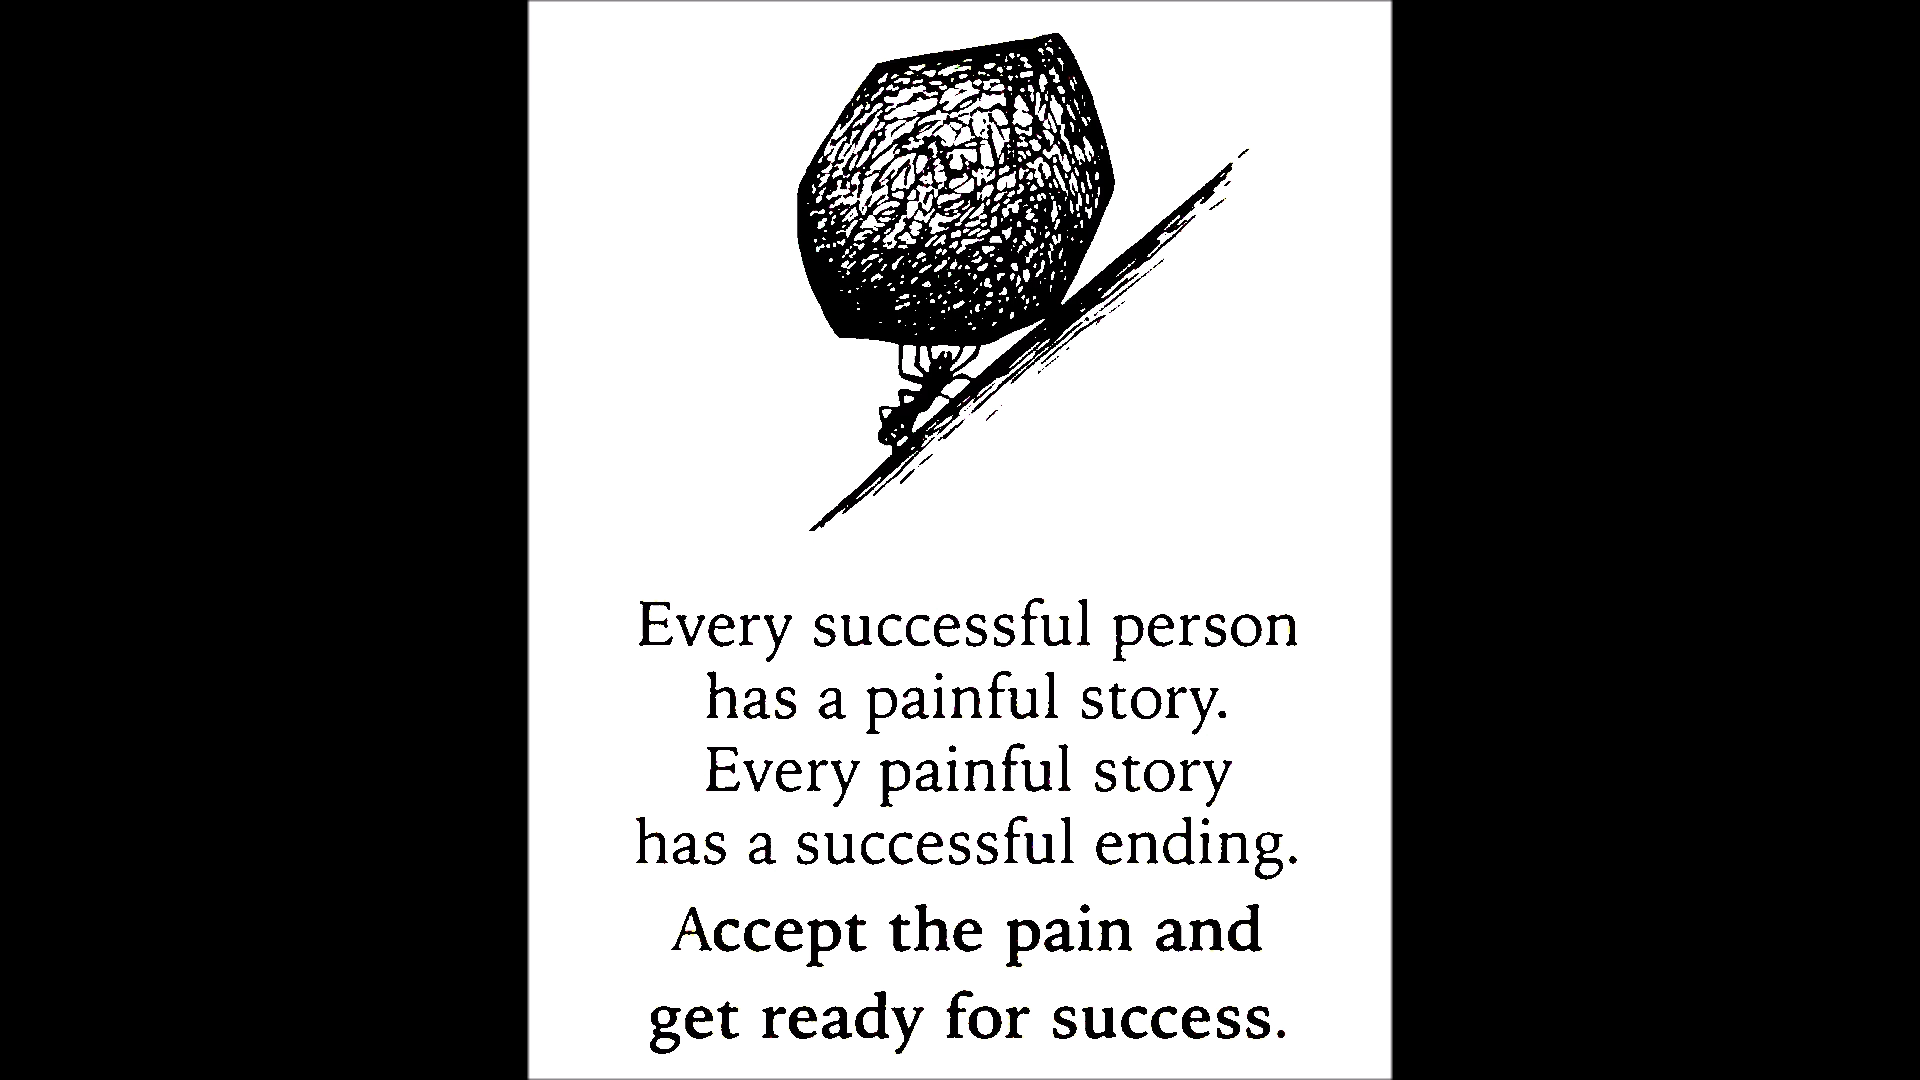 Every successful person
has a painful story.
Every painful story
has a successful ending.
Accept the pain and
get ready for success.